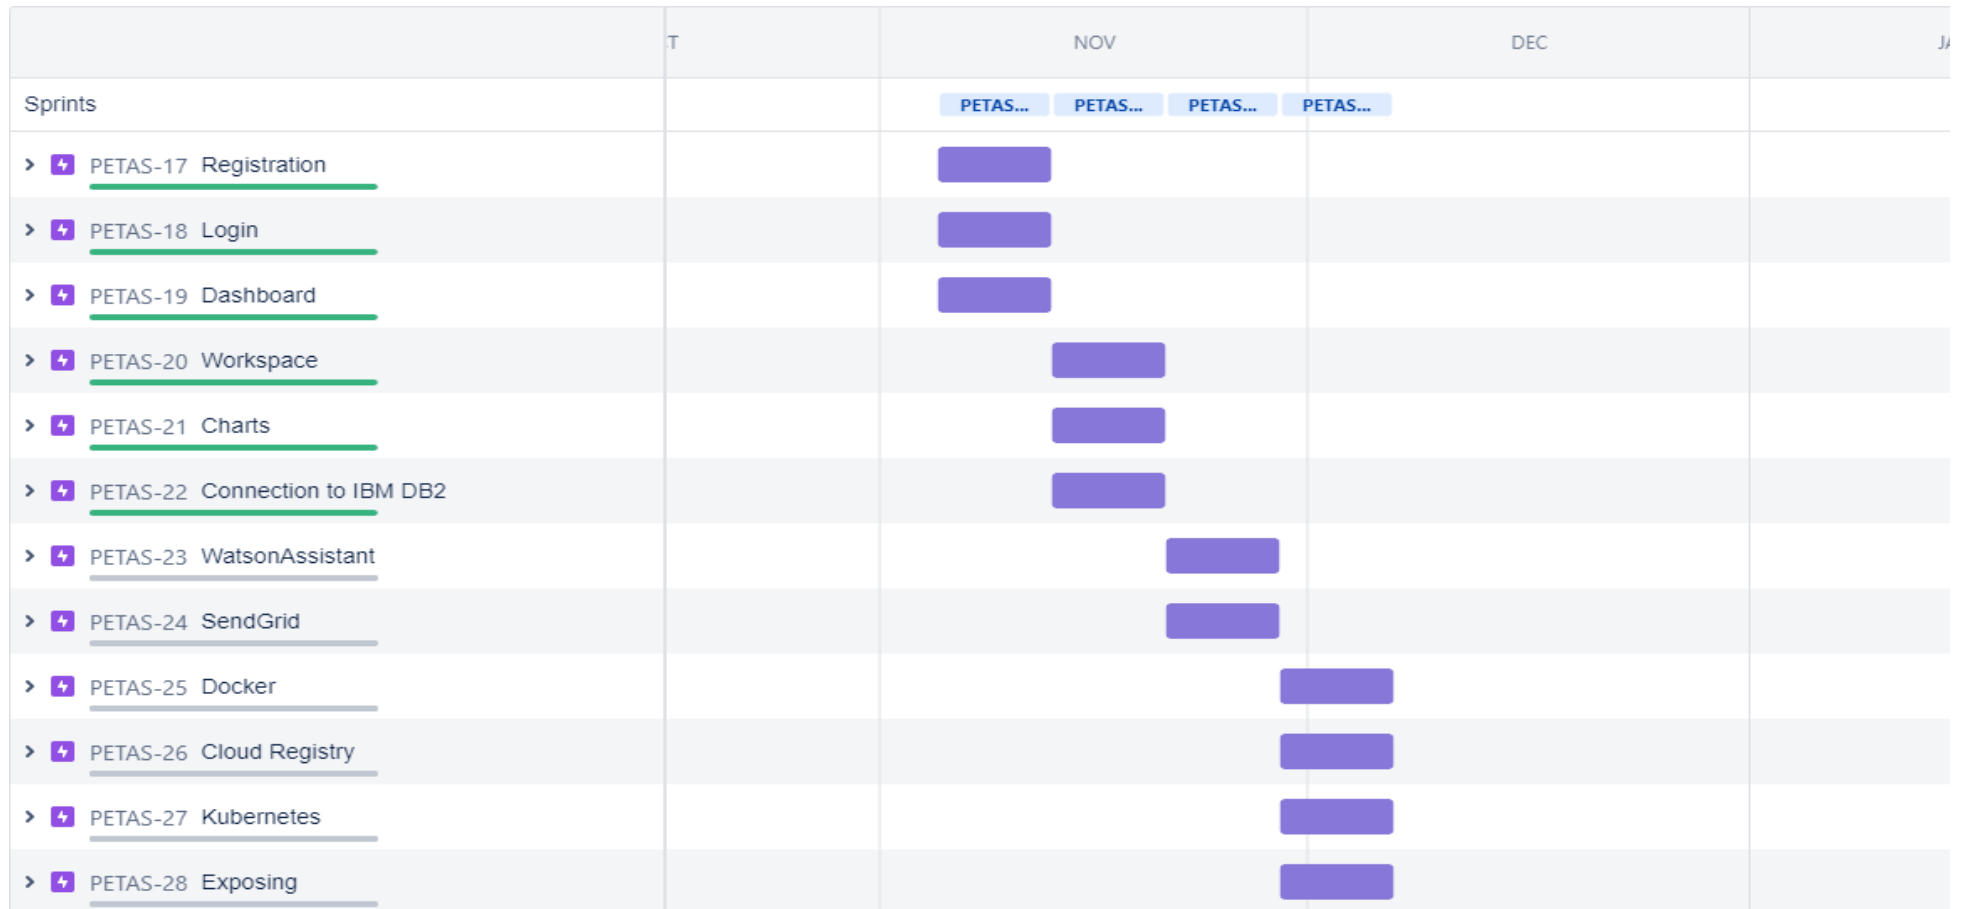 NOV DEC
Sprints PETAS... PETAS... PETAS... PETAS...
PETAS-17 Registration
PETAS-18 Login
PETAS-19 Dashboard
PETAS-20 Workspace
PETAS-21 Charts
PETAS-22 Connection to IBM DB2
PETAS-23 WatsonAssistant
PETAS-24 SendGrid
PETAS-25 Docker
PETAS-26 Cloud Registry
PETAS-27 Kubernetes
PETAS-28 Exposing